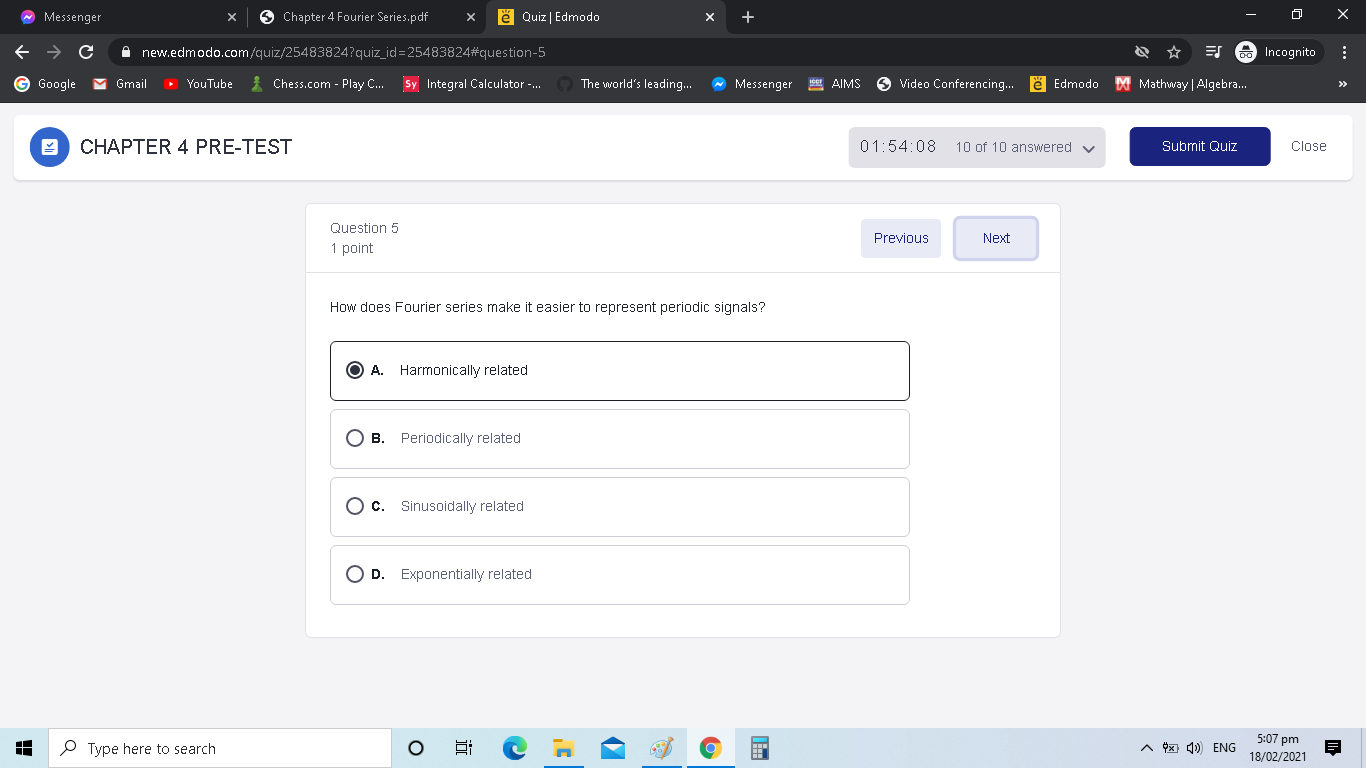 Messenger
Chapter 4 Fourier Series.pdf
Quiz | Edmodo
new.edmodo.com/quiz/25483824?quiz_id=25483824#question-5
Incognito
Google
Gmail
YouTube
Chess.com - Play C...
Sy Integral Calculator -...
The world's leading...
Messenger
AIMS
Video Conferencing...
Edmodo
Mathway | Algebra...
»
CHAPTER 4 PRE-TEST
01:54:08 10 of 10 answered
Submit Quiz
Close
Question 5
1 point
Previous
Next
How does Fourier series make it easier to represent periodic signals?
A. Harmonically related
B. Periodically related
C. Sinusoidally related
D. Exponentially related
Type here to search
ENG
5:07 pm
18/02/2021